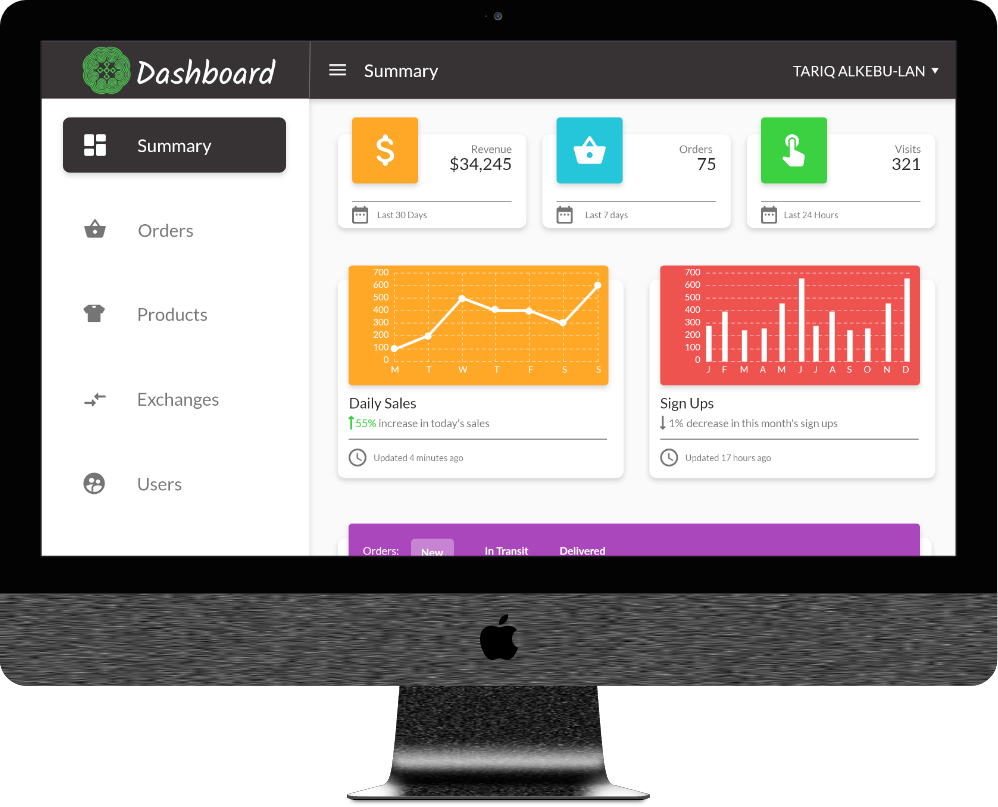 Dashboard
Summary
TARIQ ALKEBU-LAN
Summary
Orders
Products
Exchanges
Users
Revenue
$34,245
Last 30 Days
Orders
75
Last 7 days
Visits
321
Last 24 Hours
700
600
500
400
300
200
100
0
M T W T F S S
Daily Sales
55% increase in today's sales
Updated 4 minutes ago
700
600
500
400
300
200
100
0
J F M A M J J A S O N D
Sign Ups
1% decrease in this month's sign ups
Updated 17 hours ago
Orders: New In Transit Delivered